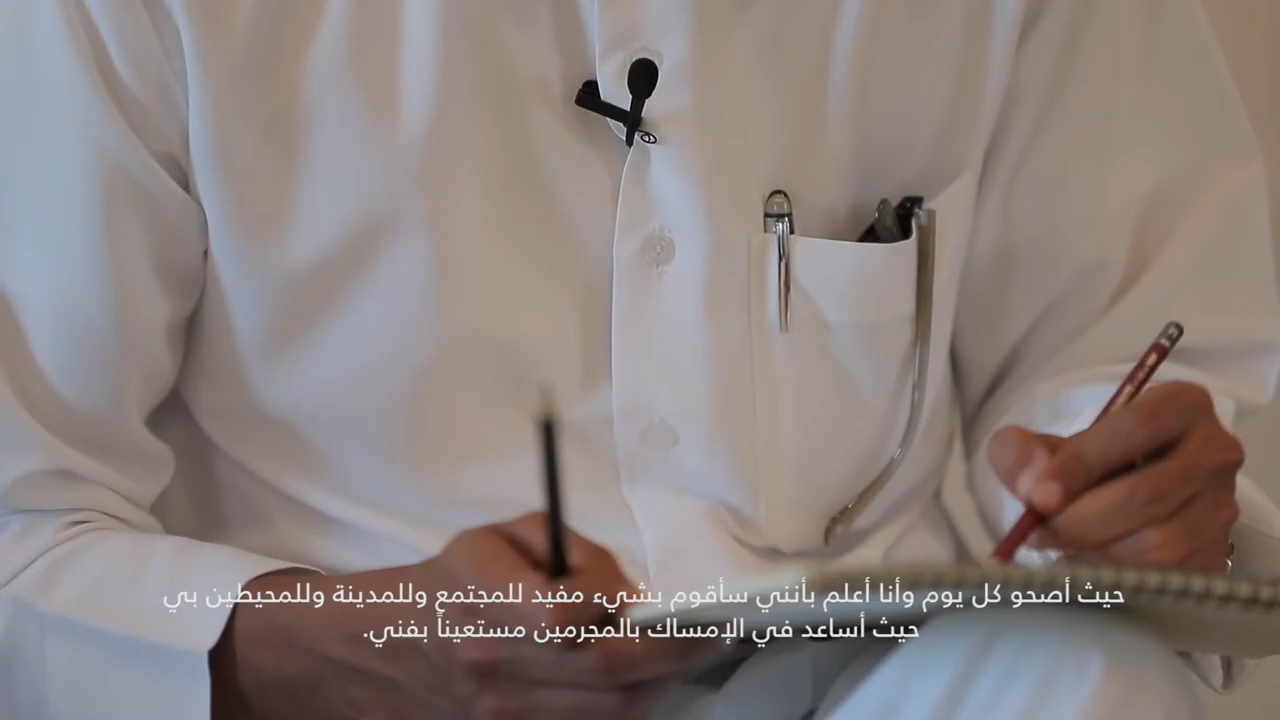 حيث أصحو كل يوم وأنا أعلم بأنني سأقوم بشيء مفيد للمجتمع وللمدينة وللمحيطين بي
حيث أساعد في الإمساك بالمجرمين مستعيناً بفني.